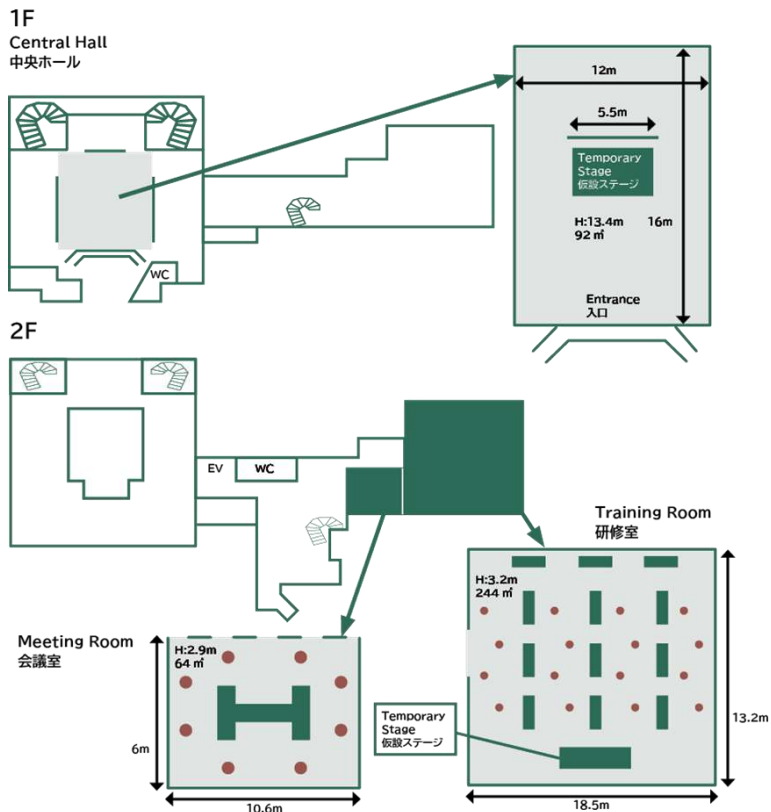 1F
Central Hall
中央ホール
12m
5.5m
Temporary
Stage
仮設ステージ
H:13.4m
92㎡
16m
Entrance
入口
WC
2F
EV
WC
Training Room
研修室
H:3.2m
244㎡
Meeting Room
会議室
H:2.9m
64㎡
6m
10.6m
Temporary
Stage
仮設ステージ
13.2m
18.5m